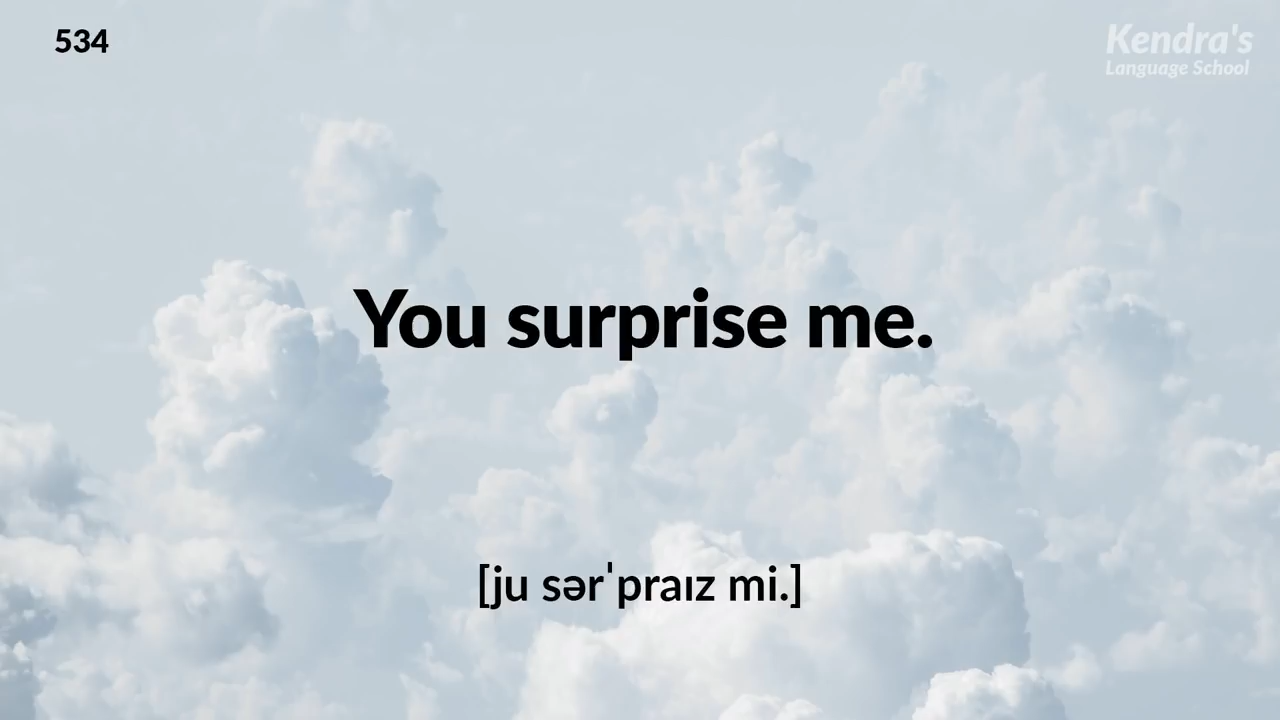 534
Kendra's
Language School
You surprise me.
[ju sərˈpraɪz mi.]